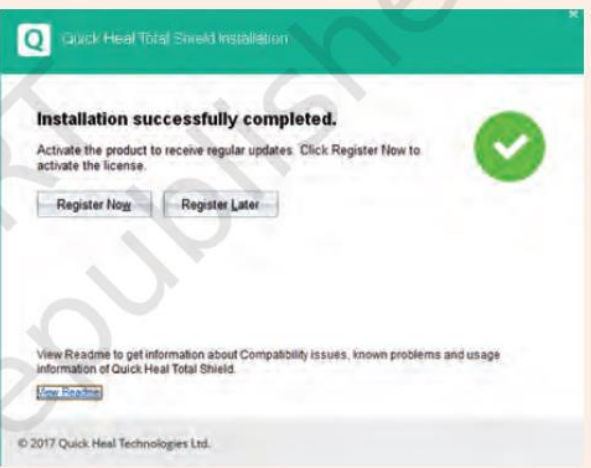 Q Quick Heal Total Shield Installation
Installation successfully completed.
Activate the product to receive regular updates. Click Register Now to
activate the license.
Register Now Register Later
View Readme to get information about Compatibility issues, known problems and usage
information of Quick Heal Total Shield.
View Readme
© 2017 Quick Heal Technologies Ltd.